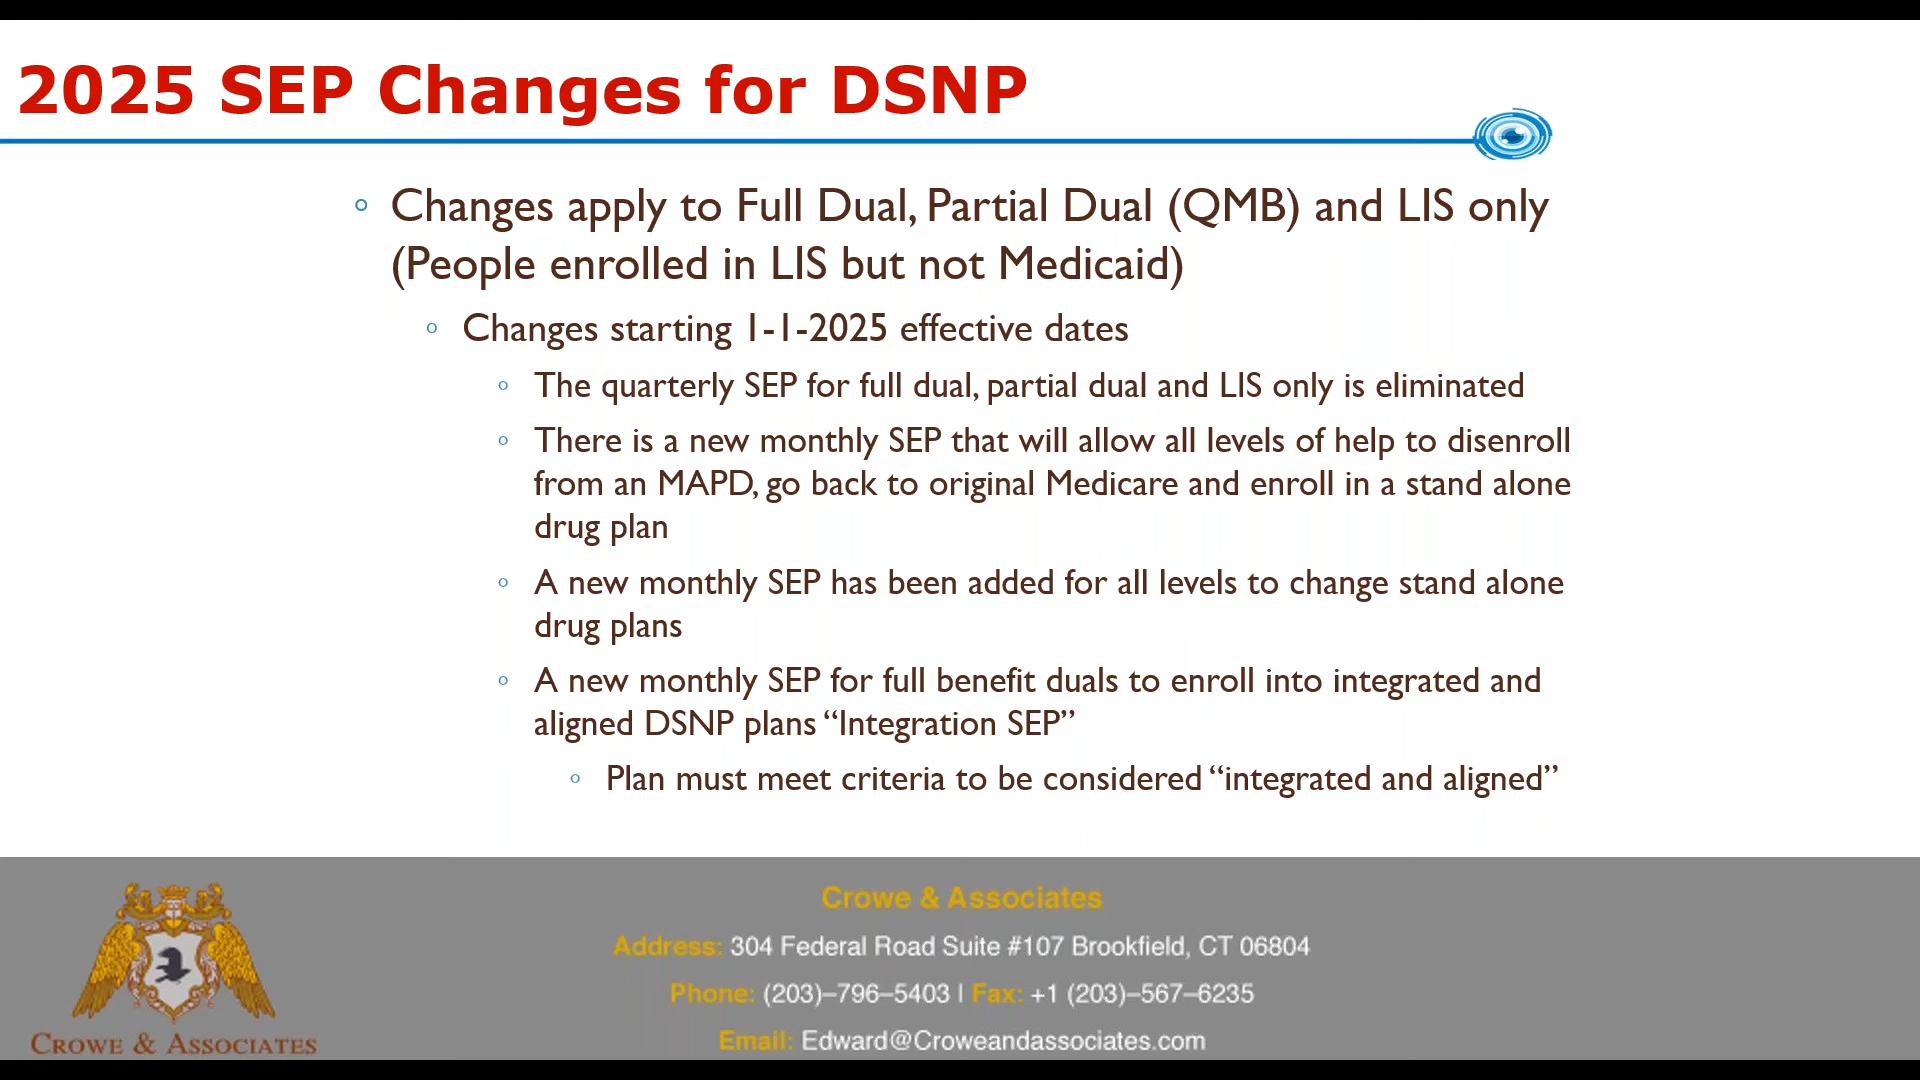 2025 SEP Changes for DSNP
Changes apply to Full Dual, Partial Dual (QMB) and LIS only
(People enrolled in LIS but not Medicaid)
Changes starting 1-1-2025 effective dates
The quarterly SEP for full dual, partial dual and LIS only is eliminated
There is a new monthly SEP that will allow all levels of help to disenroll
from an MAPD, go back to original Medicare and enroll in a stand alone
drug plan
A new monthly SEP has been added for all levels to change stand alone
drug plans
A new monthly SEP for full benefit duals to enroll into integrated and
aligned DSNP plans “Integration SEP”
Plan must meet criteria to be considered “integrated and aligned”
Crowe & Associates
Address: 304 Federal Road Suite #107 Brookfield, CT 06804
Phone: (203)–796–5403 | Fax: +1 (203)–567–6235
Email: Edward@Croweandassociates.com
CROWE & ASSOCIATES